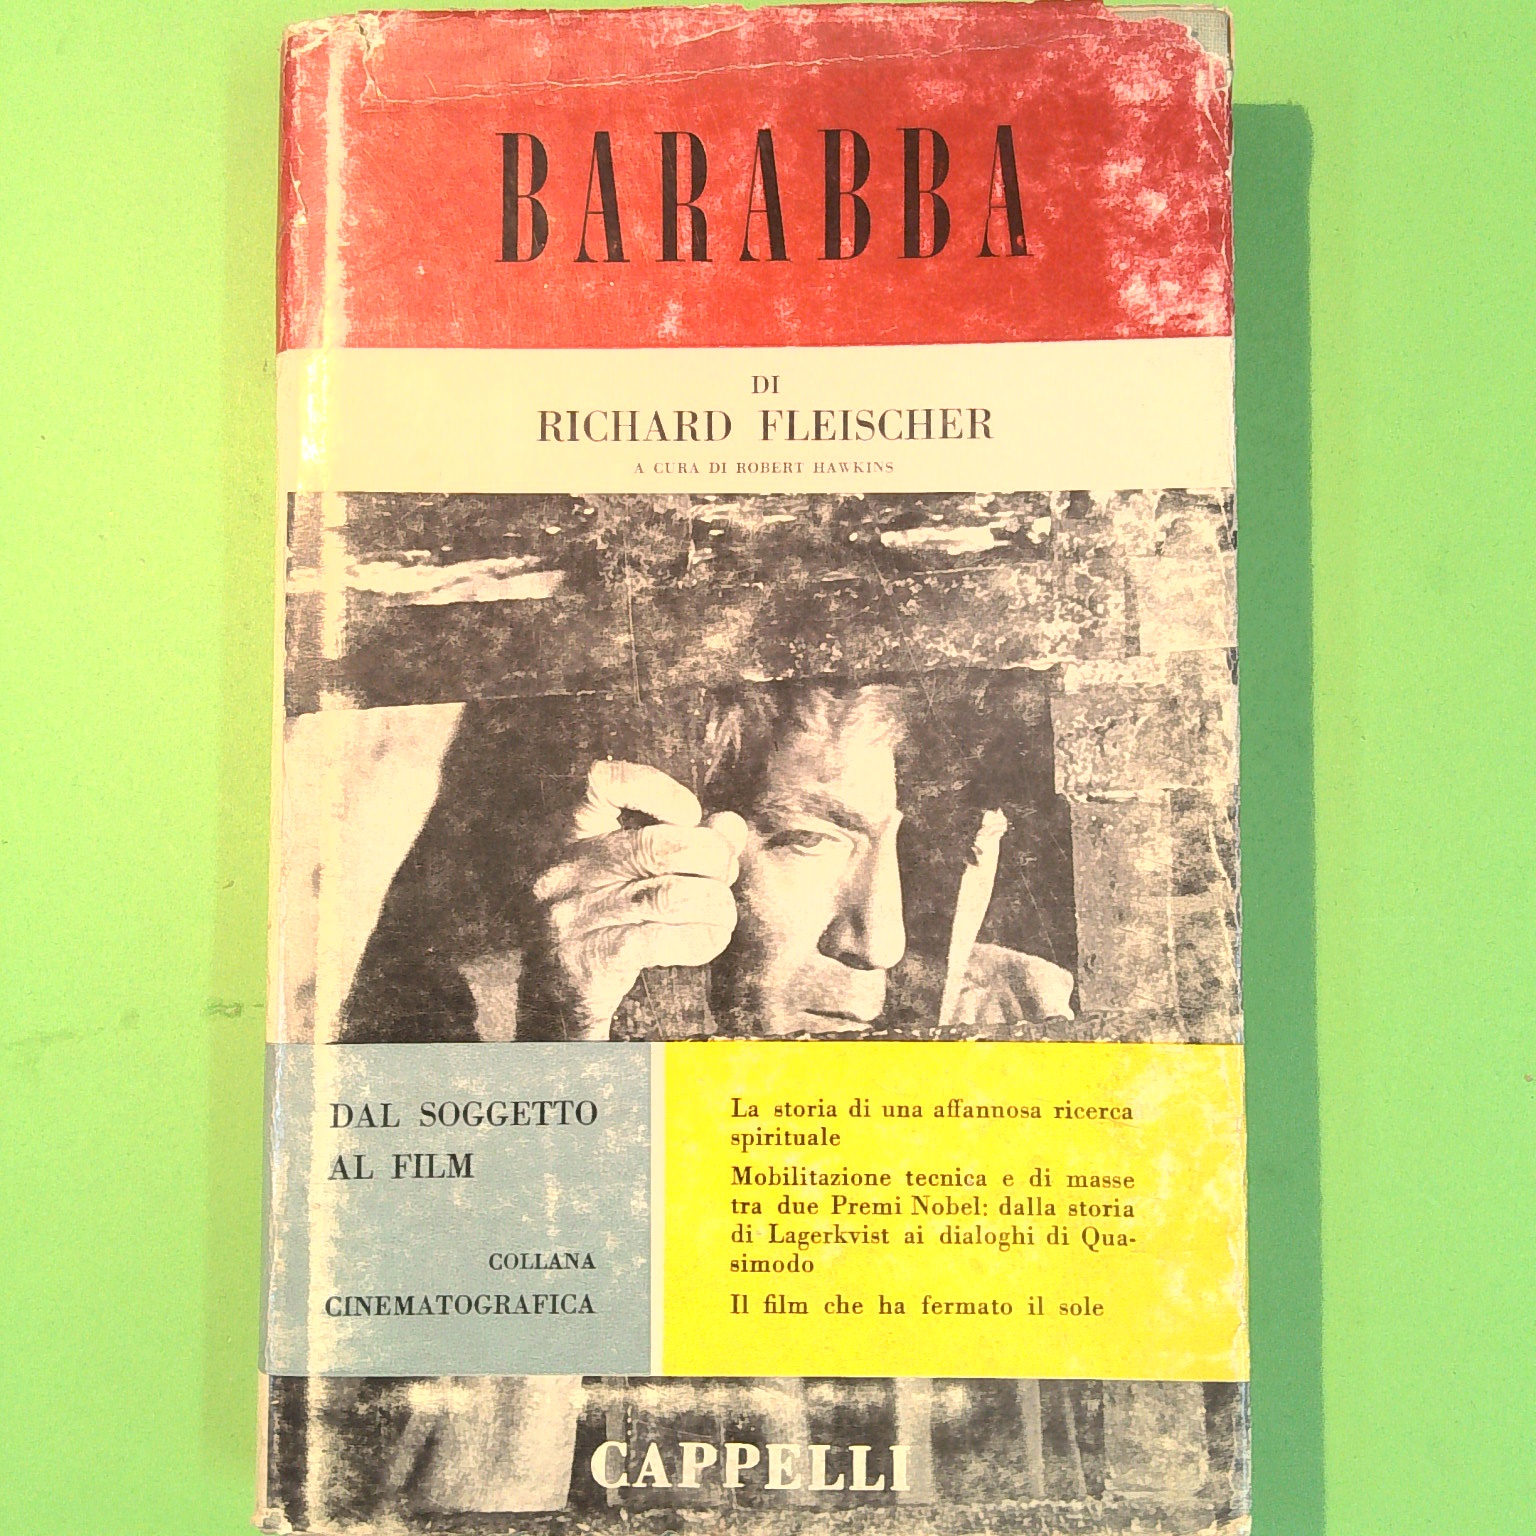 BARABBA
DI
RICHARD FLEISCHER
A CURA DI ROBERT HAWKINS
DAL SOGGETTO
AL FILM
COLLANA
CINEMATOGRAFICA
La storia di una affannosa ricerca
spirituale
Mobilitazione tecnica e di masse
tra due Premi Nobel: dalla storia
di Lagerkvist ai dialoghi di Qua-
simodo
Il film che ha fermato il sole
CAPPELLI